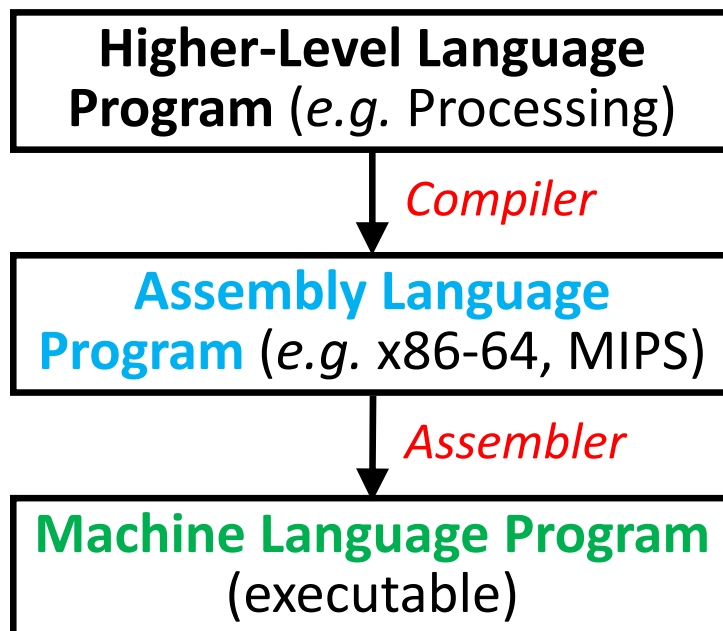 Higher-Level Language
Program (e.g. Processing)
Compiler
Assembly Language
Program (e.g. x86-64, MIPS)
Assembler
Machine Language Program
(executable)